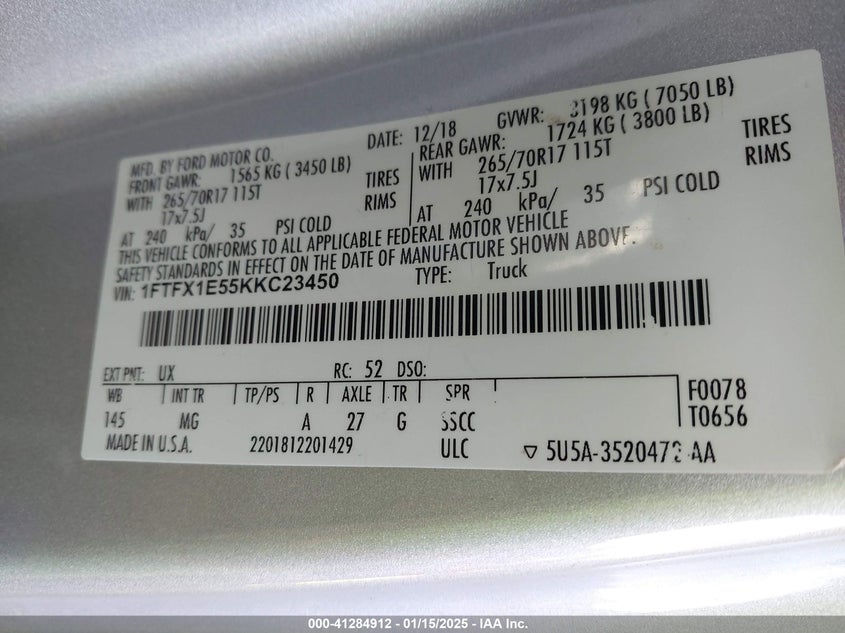 MFD. BY FORD MOTOR CO.
DATE: 12/18
GVWR: 3198 KG ( 7050 LB)
FRONT GAWR: 1565 KG ( 3450 LB)
WITH 265/70R17 115T TIRES
17x7.5J RIMS
AT 240 kPa/ 35 PSI COLD
REAR GAWR: 1724 KG ( 3800 LB)
WITH 265/70R17 115T TIRES
17x7.5J RIMS
AT 240 kPa/ 35 PSI COLD
THIS VEHICLE CONFORMS TO ALL APPLICABLE FEDERAL MOTOR VEHICLE
SAFETY STANDARDS IN EFFECT ON THE DATE OF MANUFACTURE SHOWN ABOVE.
VIN: 1FTFX1E55KKC23450
TYPE: Truck
EXT PNT: UX RC: 52 DSO:
WB INT TR TP/PS R AXLE TR SPR
145 MG A 27 G SSCC
F0078
T0656
MADE IN U.S.A. 2201812201429 ULC
▽ 5U5A-3520472-AA
000-41284912 — 01/15/2025 — IAA Inc.